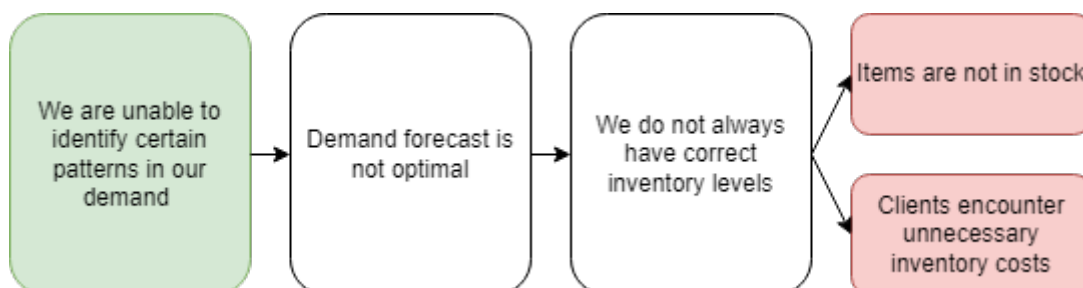 We are unable to
identify certain
patterns in our
demand
Demand forecast is
not optimal
We do not always
have correct
inventory levels
Items are not in stock
Clients encounter
unnecessary
inventory costs